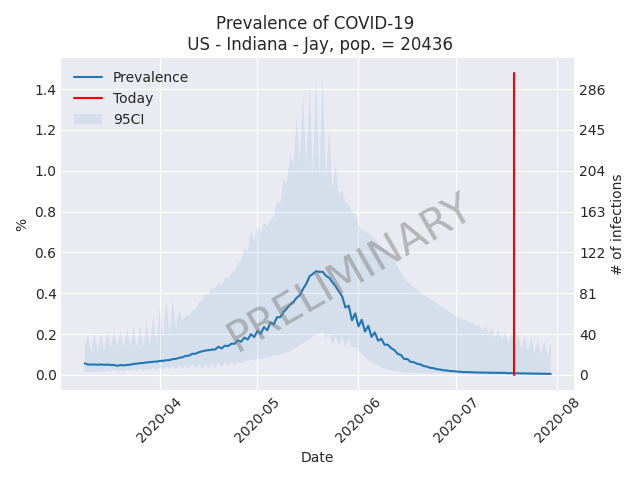 Prevalence of COVID-19
US - Indiana - Jay, pop. = 20436
Prevalence
Today
95CI
1.4
1.2
1.0
0.8
0.6
0.4
0.2
0.0
%
286
245
204
163
122
81
40
0
# of infections
PRELIMINARY
2020-04
2020-05
2020-06
2020-07
2020-08
Date